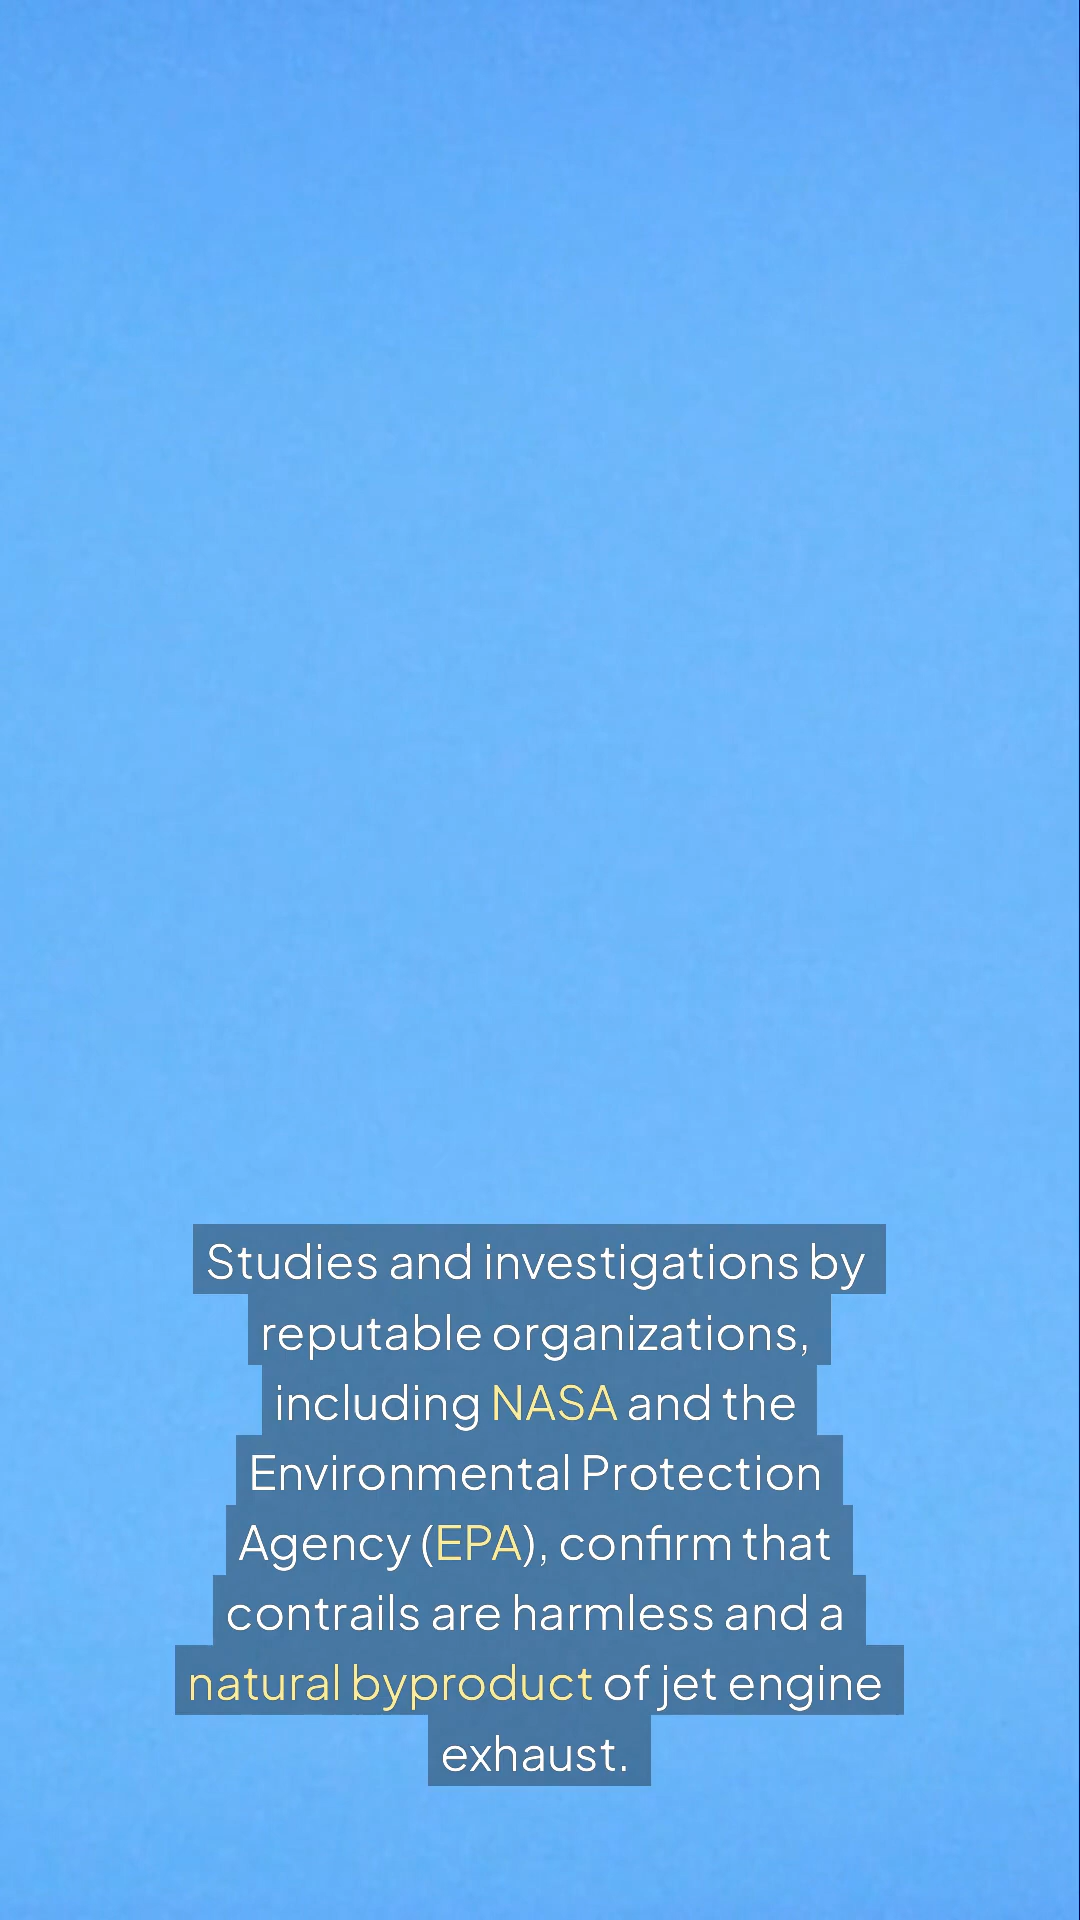 Studies and investigations by
reputable organizations,
including NASA and the
Environmental Protection
Agency (EPA), confirm that
contrails are harmless and a
natural byproduct of jet engine
exhaust.